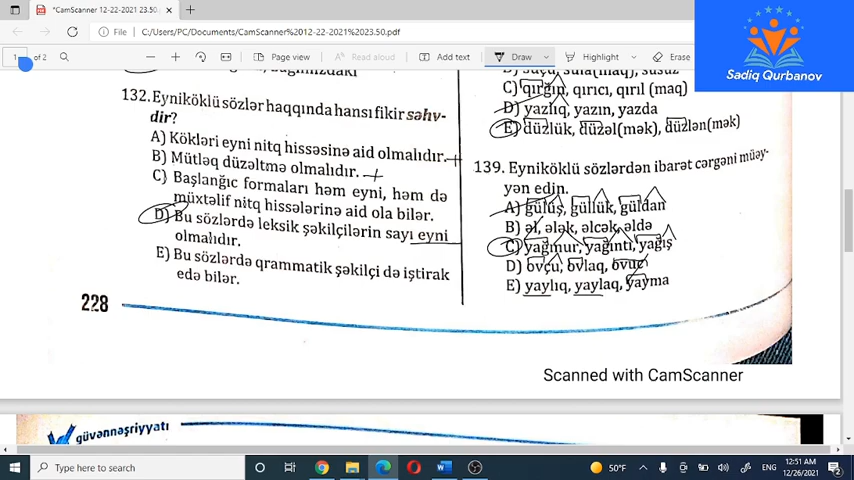 *CamScanner 12-22-2021 23.50
File
C:/Users/PC/Documents/CamScanner%2012-22-2021%2023.50.pdf
1 of 2
Page view
Read aloud
Add text
Draw
Highlight
Erase
Sadiq Qurbanov
132. Eyniköklü sözlər haqqında hansı fikir səhv-
dir?
A) Kökləri eyni nitq hissəsinə aid olmalıdır.
B) Mütləq düzəltmə olmalıdır.
C) Başlanğıc formaları həm eyni, həm də
müxtəlif nitq hissələrinə aid ola bilər.
D) Bu sözlərdə leksik şəkilçilərin sayı eyni
olmalıdır.
E) Bu sözlərdə qrammatik şəkilçi də iştirak
edə bilər.
228
C) qırğın, qırıcı, qırıl (maq)
D) yazlıq, yazın, yazda
E) düzlük, düzəl(mək), düzlən(mək)
139. Eyniköklü sözlərdən ibarət cərgəni müəy-
yən edin.
A) gülüş, güllük, güldan
B) əl, ələk, əlcək, əldə
C) yağmur, yağıntı, yağış
D) ovçu, ovlaq, ovuc
E) yaylıq, yaylaq, yayma
Scanned with CamScanner
güvənnəşriyyatı
Type here to search
50°F
ENG
12:51 AM
12/26/2021
2